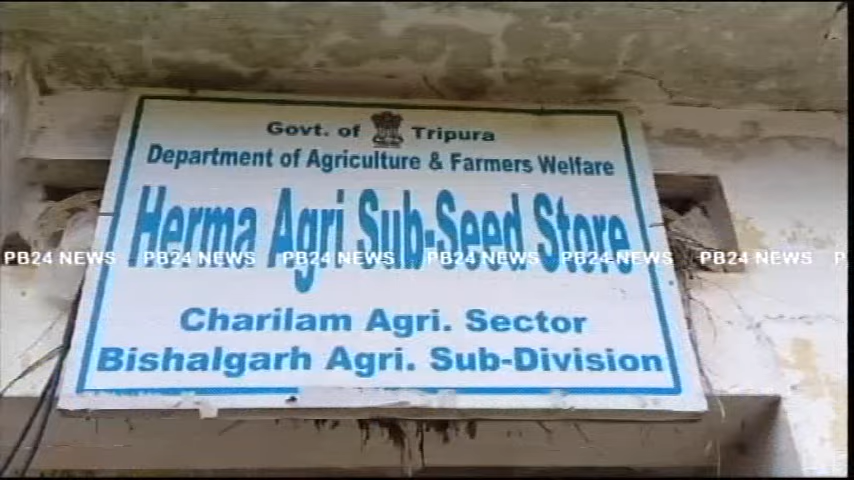 Govt. of Tripura
Department of Agriculture & Farmers Welfare
Herma Agri Sub-Seed Store
PB24 NEWS PB24 NEWS PB24 NEWS PB24 NEWS PB24 NEWS PB24 NEWS P
Charilam Agri. Sector
Bishalgarh Agri. Sub-Division